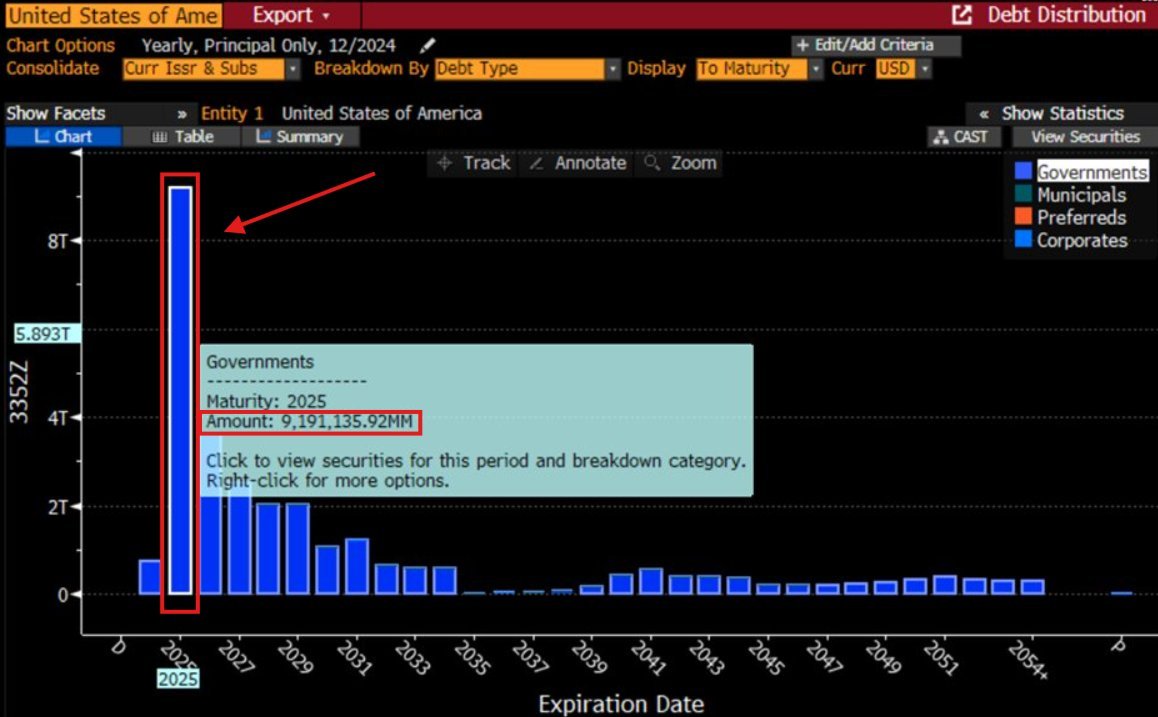 United States of Ame Export Debt Distribution
Chart Options Yearly, Principal Only, 12/2024 + Edit/Add Criteria
Consolidate Curr Issr & Subs Breakdown By Debt Type Display To Maturity Curr USD
Show Facets » Entity 1 United States of America « Show Statistics
Chart Table Summary CAST View Securities
Track Annotate Zoom
Governments
Municipals
Preferreds
Corporates
8T
5.893T
3352Z
4T
2T
0
Governments
-------------------
Maturity: 2025
Amount: 9,191,135.92MM
Click to view securities for this period and breakdown category.
Right-click for more options.
D 2025 2027 2029 2031 2033 2035 2037 2039 2041 2043 2045 2047 2049 2051 2054+ P
2025
Expiration Date